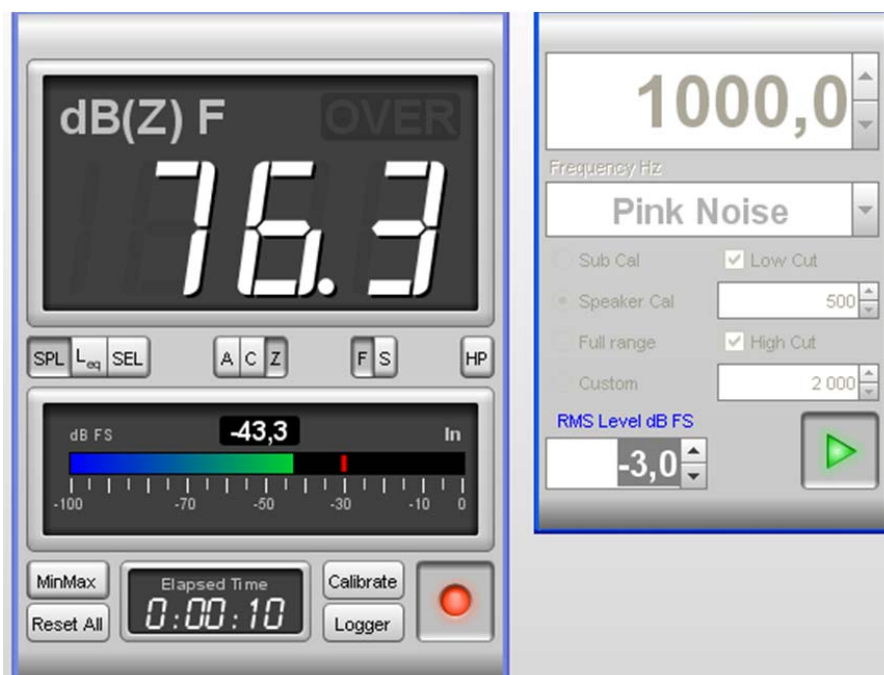 dB(Z) F OVER
76.3
SPL Leq SEL A C Z F S HP
dB FS -43,3 In
-100 -70 -50 -30 -10 0
MinMax
Reset All
Elapsed Time
0:00:10
Calibrate
Logger
1000,0
Frequency Hz
Pink Noise
Sub Cal Low Cut
Speaker Cal 500
Full range High Cut
Custom 2 000
RMS Level dB FS
-3,0